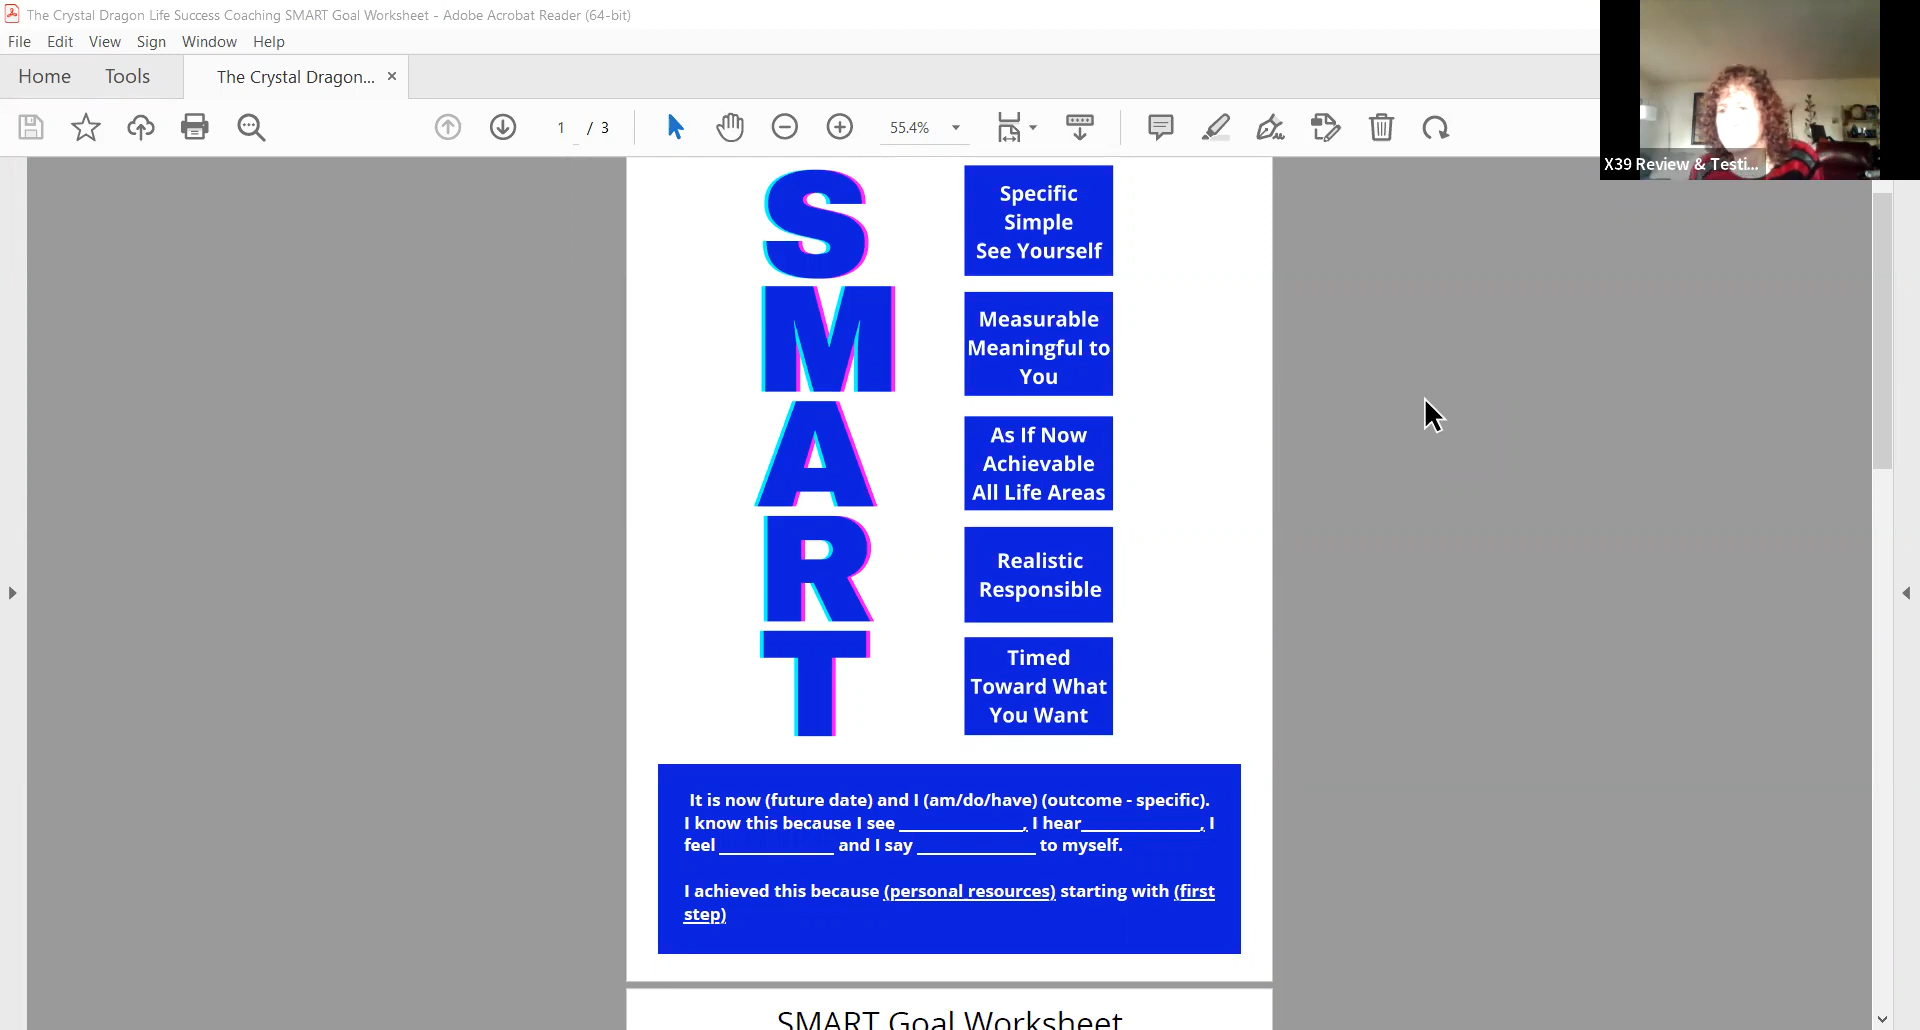 The Crystal Dragon Life Success Coaching SMART Goal Worksheet - Adobe Acrobat Reader (64-bit)
File Edit View Sign Window Help
Home Tools The Crystal Dragon... ×
1 / 3 55.4%
X39 Review & Testi...
S
Specific
Simple
See Yourself
M
Measurable
Meaningful to
You
A
As If Now
Achievable
All Life Areas
R
Realistic
Responsible
T
Timed
Toward What
You Want
It is now (future date) and I (am/do/have) (outcome - specific).
I know this because I see ______________, I hear______________, I
feel _____________ and I say _____________ to myself.
I achieved this because (personal resources) starting with (first
step)
SMART Goal Worksheet